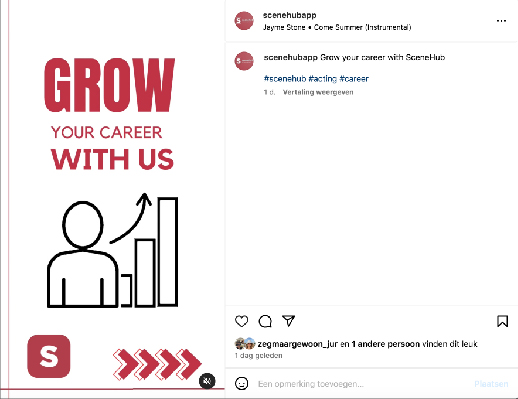 GROW
YOUR CAREER
WITH US
S
scenehubapp
Jayme Stone • Come Summer (Instrumental)
scenehubapp Grow your career with SceneHub
#scenehub #acting #career
1 d. Vertaling weergeven
zegmaargewoon_jur en 1 andere persoon vinden dit leuk
1 dag geleden
Een opmerking toevoegen...
Plaatsen